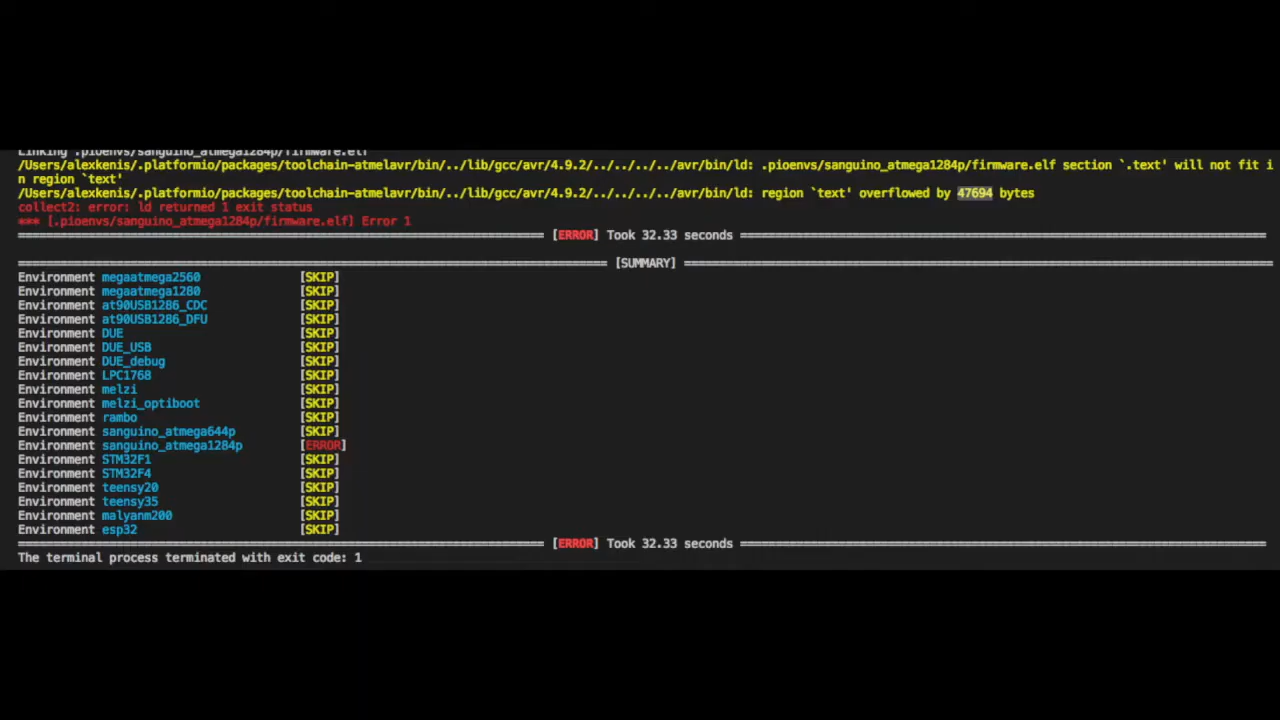 Linking .pioenvs/sanguino_atmega1284p/firmware.elf
/Users/alexkenis/.platformio/packages/toolchain-atmelavr/bin/../lib/gcc/avr/4.9.2/../../../../avr/bin/ld: .pioenvs/sanguino_atmega1284p/firmware.elf section `.text' will not fit i
n region `text'
/Users/alexkenis/.platformio/packages/toolchain-atmelavr/bin/../lib/gcc/avr/4.9.2/../../../../avr/bin/ld: region `text' overflowed by 47694 bytes
collect2: error: ld returned 1 exit status
*** [.pioenvs/sanguino_atmega1284p/firmware.elf] Error 1
[ERROR] Took 32.33 seconds
[SUMMARY]
Environment megaatmega2560 [SKIP]
Environment megaatmega1280 [SKIP]
Environment at90USB1286_CDC [SKIP]
Environment at90USB1286_DFU [SKIP]
Environment DUE [SKIP]
Environment DUE_USB [SKIP]
Environment DUE_debug [SKIP]
Environment LPC1768 [SKIP]
Environment melzi [SKIP]
Environment melzi_optiboot [SKIP]
Environment rambo [SKIP]
Environment sanguino_atmega644p [SKIP]
Environment sanguino_atmega1284p [ERROR]
Environment STM32F1 [SKIP]
Environment STM32F4 [SKIP]
Environment teensy20 [SKIP]
Environment teensy35 [SKIP]
Environment malyanm200 [SKIP]
Environment esp32 [SKIP]
[ERROR] Took 32.33 seconds
The terminal process terminated with exit code: 1